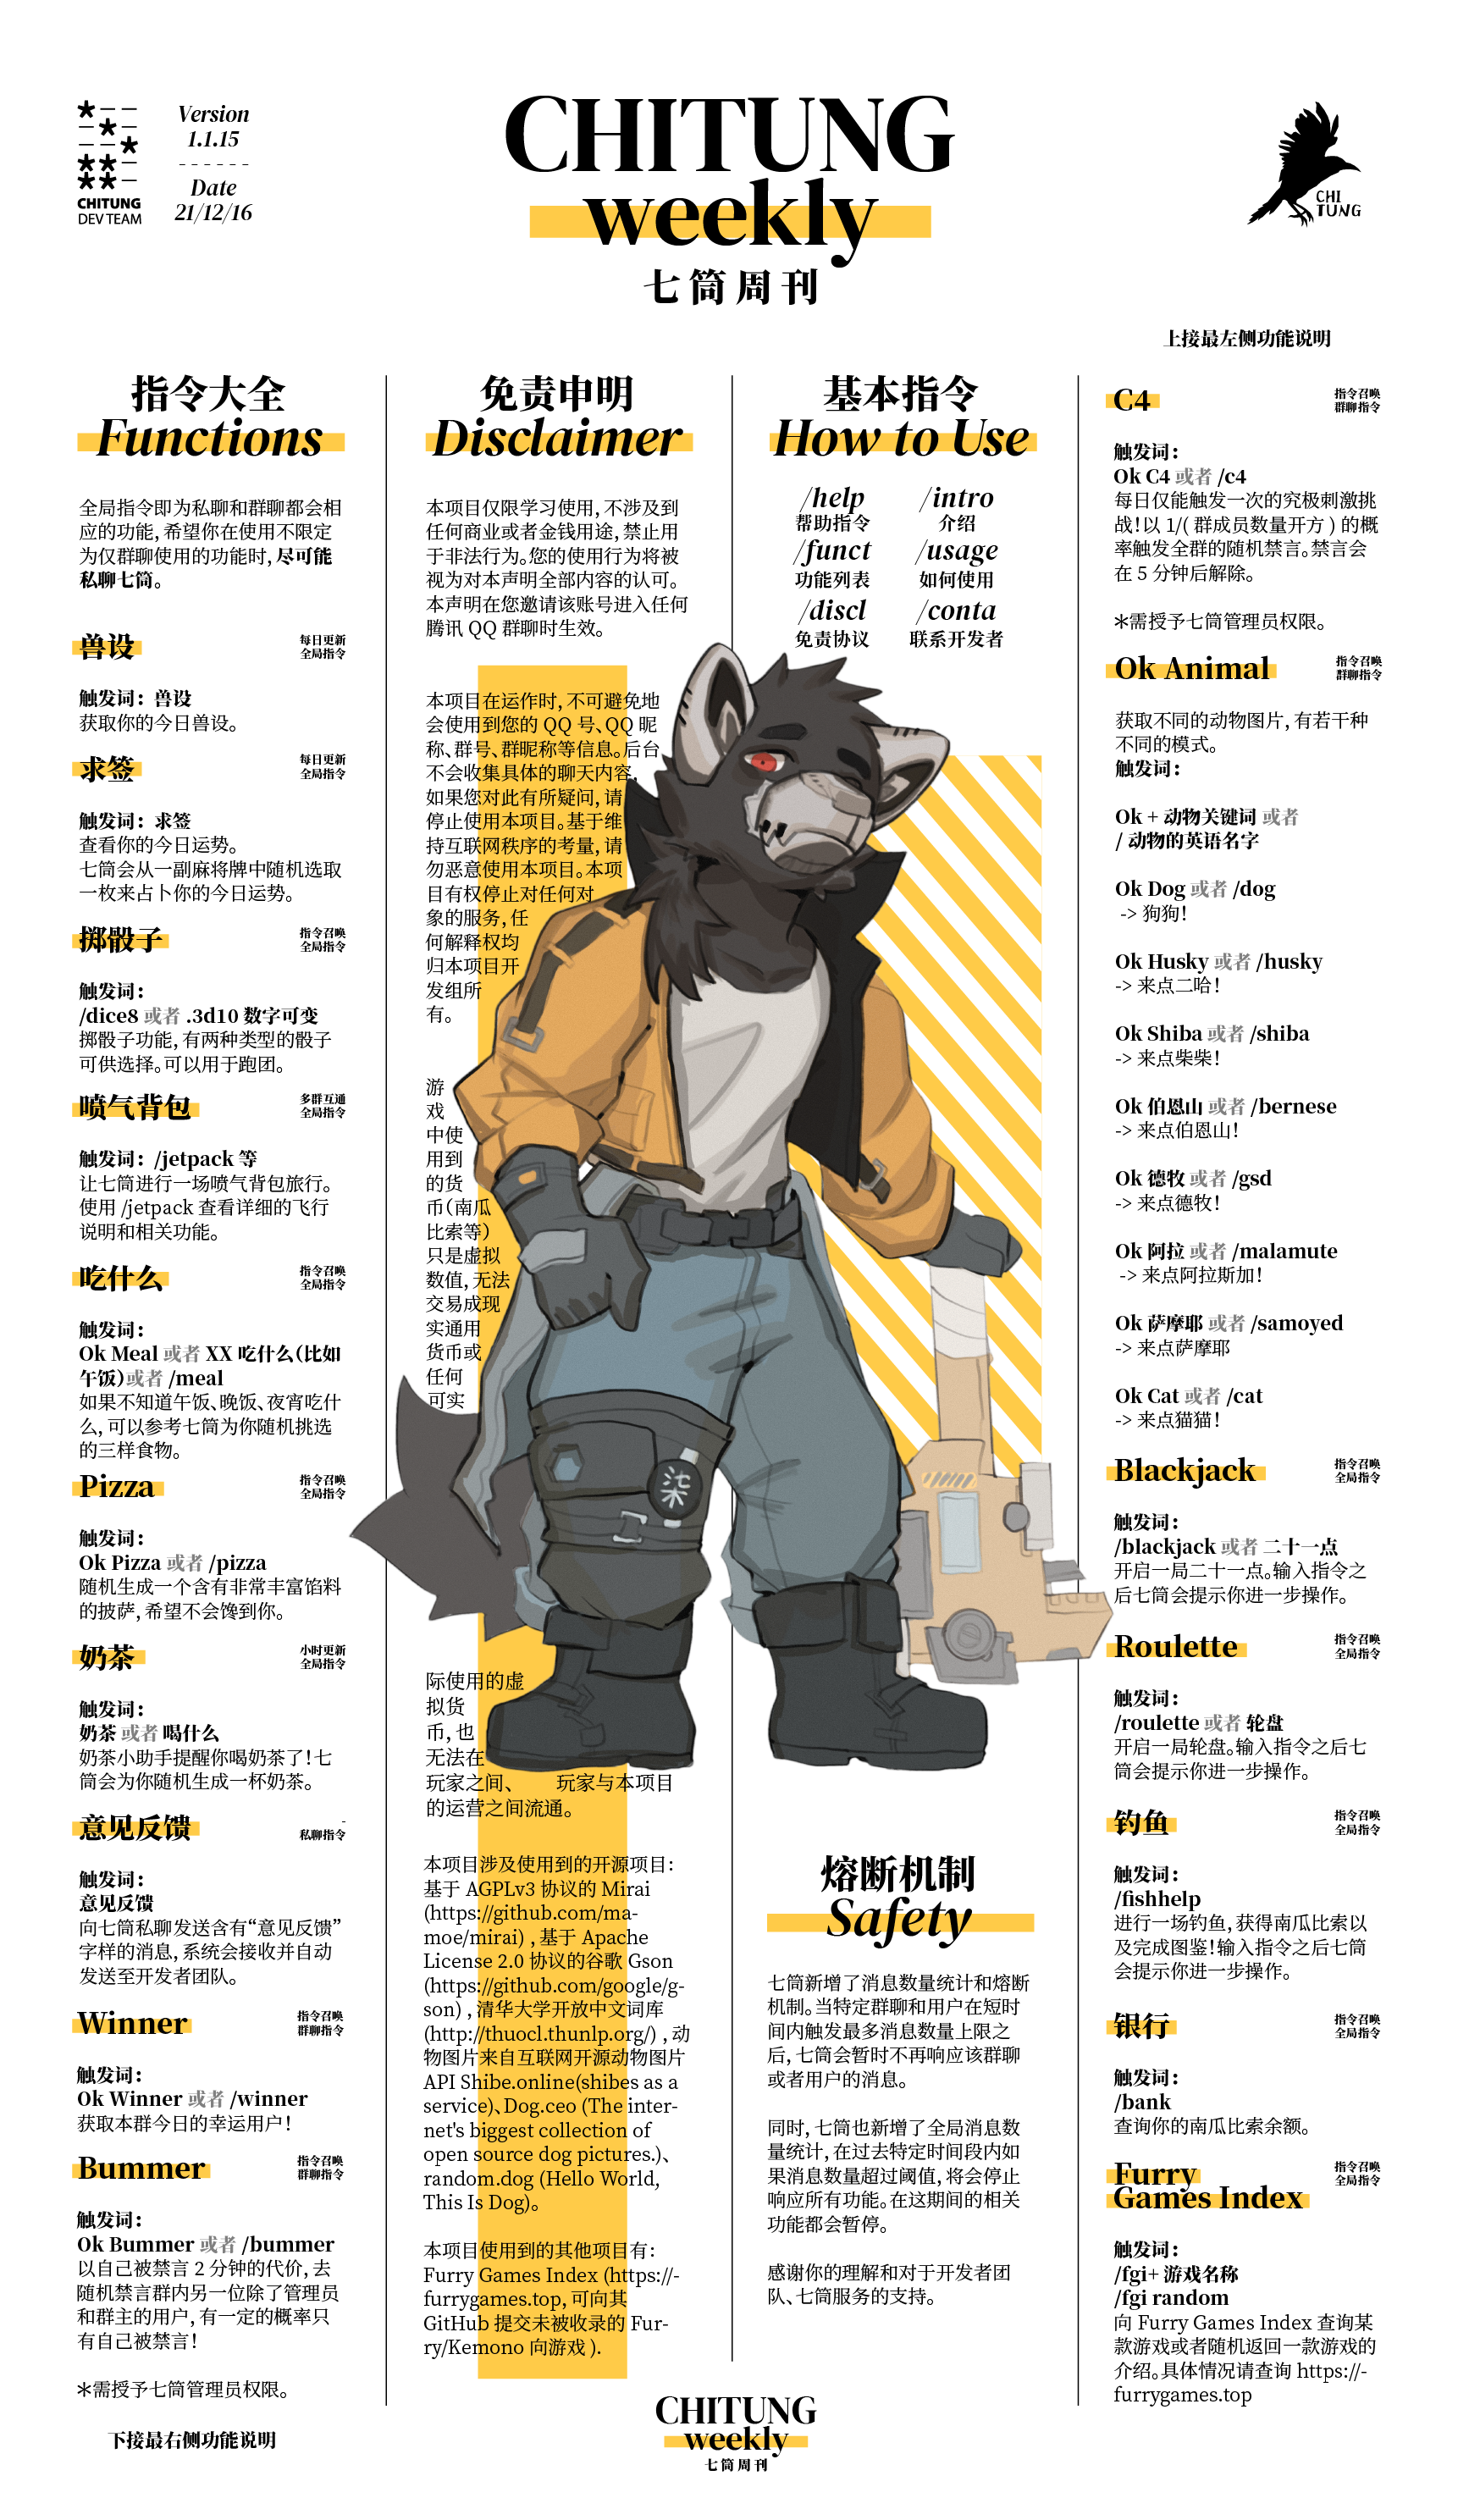 CHITUNG
DEV TEAM
Version
1.1.15
Date
21/12/16
CHITUNG
weekly
七筒周刊
CHI
TUNG
指令大全
Functions
全局指令即为私聊和群聊都会相
应的功能，希望你在使用不限定
为仅群聊使用的功能时，尽可能
私聊七筒。
兽设
每日更新
全局指令
触发词：兽设
获取你的今日兽设。
求签
每日更新
全局指令
触发词：求签
查看你的今日运势。
七筒会从一副麻将牌中随机选取
一枚来占卜你的今日运势。
掷骰子
指令召唤
全局指令
触发词：
/dice8 或者 .3d10 数字可变
掷骰子功能，有两种类型的骰子
可供选择。可以用于跑团。
喷气背包
多群互通
全局指令
触发词：/jetpack 等
让七筒进行一场喷气背包旅行。
使用 /jetpack 查看详细的飞行
说明和相关功能。
吃什么
指令召唤
全局指令
触发词：
Ok Meal 或者 XX 吃什么（比如
午饭）或者 /meal
如果不知道午饭、晚饭、夜宵吃什
么，可以参考七筒为你随机挑选
的三样食物。
Pizza
指令召唤
全局指令
触发词：
Ok Pizza 或者 /pizza
随机生成一个含有非常丰富馅料
的披萨，希望不会馋到你。
奶茶
小时更新
全局指令
触发词：
奶茶 或者 喝什么
奶茶小助手提醒你喝奶茶了！七
筒会为你随机生成一杯奶茶。
意见反馈
-
私聊指令
触发词：
意见反馈
向七筒私聊发送含有“意见反馈”
字样的消息，系统会接收并自动
发送至开发者团队。
Winner
指令召唤
群聊指令
触发词：
Ok Winner 或者 /winner
获取本群今日的幸运用户！
Bummer
指令召唤
群聊指令
触发词：
Ok Bummer 或者 /bummer
以自己被禁言 2 分钟的代价，去
随机禁言群内另一位除了管理员
和群主的用户，有一定的概率只
有自己被禁言！
*需授予七筒管理员权限。
下接最右侧功能说明
免责申明
Disclaimer
本项目仅限学习使用，不涉及到
任何商业或者金钱用途，禁止用
于非法行为。您的使用行为将被
视为对本声明全部内容的认可。
本声明在您邀请该账号进入任何
腾讯 QQ 群聊时生效。
本项目在运作时，不可避免地
会使用到您的 QQ 号、QQ 昵
称、群号、群昵称等信息。后台
不会收集具体的聊天内容，
如果您对此有所疑问，请
停止使用本项目。基于维
持互联网秩序的考量，请
勿恶意使用本项目。本项
目有权停止对任何对
象的服务，任
何解释权均
归本项目开
发组所
有。
游
戏
中使
用到
的货
币（南瓜
比索等）
只是虚拟
数值，无法
交易成现
实通用
货币或
任何
可实
际使用的虚
拟货
币，也
无法在
玩家之间、 玩家与本项目
的运营之间流通。
本项目涉及使用到的开源项目：
基于 AGPLv3 协议的 Mirai
(https://github.com/ma-
moe/mirai) , 基于 Apache
License 2.0 协议的谷歌 Gson
(https://github.com/google/g-
son) , 清华大学开放中文词库
(http://thuocl.thunlp.org/) , 动
物图片来自互联网开源动物图片
API Shibe.online(shibes as a
service)、Dog.ceo (The inter-
net's biggest collection of
open source dog pictures.)、
random.dog (Hello World,
This Is Dog)。
本项目使用到的其他项目有：
Furry Games Index (https://-
furrygames.top, 可向其
GitHub 提交未被收录的 Fur-
ry/Kemono 向游戏 ).
基本指令
How to Use
/help
帮助指令
/intro
介绍
/funct
功能列表
/usage
如何使用
/discl
免责协议
/conta
联系开发者
柒
熔断机制
Safety
七筒新增了消息数量统计和熔断
机制。当特定群聊和用户在短时
间内触发最多消息数量上限之
后，七筒会暂时不再响应该群聊
或者用户的消息。
同时，七筒也新增了全局消息数
量统计，在过去特定时间段内如
果消息数量超过阈值，将会停止
响应所有功能。在这期间的相关
功能都会暂停。
感谢你的理解和对于开发者团
队、七筒服务的支持。
上接最左侧功能说明
C4
指令召唤
群聊指令
触发词：
Ok C4 或者 /c4
每日仅能触发一次的究极刺激挑
战！以 1/( 群成员数量开方 ) 的概
率触发全群的随机禁言。禁言会
在 5 分钟后解除。
*需授予七筒管理员权限。
Ok Animal
指令召唤
群聊指令
获取不同的动物图片，有若干种
不同的模式。
触发词：
Ok + 动物关键词 或者
/ 动物的英语名字
Ok Dog 或者 /dog
-> 狗狗！
Ok Husky 或者 /husky
-> 来点二哈！
Ok Shiba 或者 /shiba
-> 来点柴柴！
Ok 伯恩山 或者 /bernese
-> 来点伯恩山！
Ok 德牧 或者 /gsd
-> 来点德牧！
Ok 阿拉 或者 /malamute
-> 来点阿拉斯加！
Ok 萨摩耶 或者 /samoyed
-> 来点萨摩耶
Ok Cat 或者 /cat
-> 来点猫猫！
Blackjack
指令召唤
全局指令
触发词：
/blackjack 或者 二十一点
开启一局二十一点。输入指令之
后七筒会提示你进一步操作。
Roulette
指令召唤
全局指令
触发词：
/roulette 或者 轮盘
开启一局轮盘。输入指令之后七
筒会提示你进一步操作。
钓鱼
指令召唤
全局指令
触发词：
/fishhelp
进行一场钓鱼，获得南瓜比索以
及完成图鉴！输入指令之后七筒
会提示你进一步操作。
银行
指令召唤
全局指令
触发词：
/bank
查询你的南瓜比索余额。
Furry
Games Index
指令召唤
全局指令
触发词：
/fgi+ 游戏名称
/fgi random
向 Furry Games Index 查询某
款游戏或者随机返回一款游戏的
介绍。具体情况请查询 https://-
furrygames.top
CHITUNG
weekly
七筒周刊